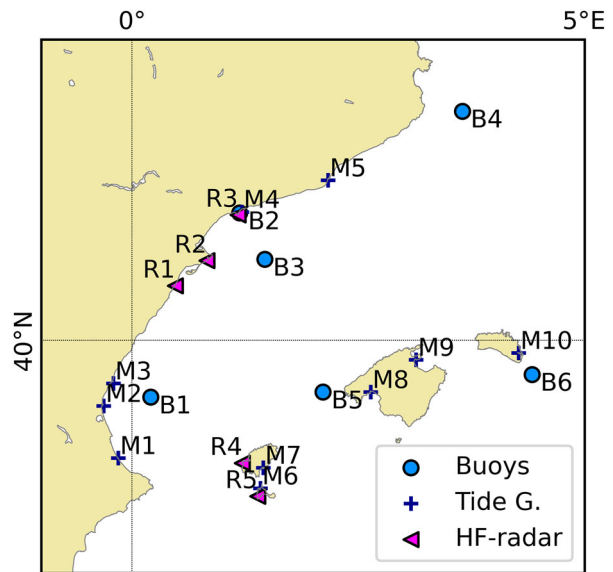 0° 5°E
B4
M5
R3 M4
B2
R2
B3
R1
40°N
M10
M9
M3
B6
M8
M2
B5
B1
M1
R4 M7
R5 M6
Buoys
Tide G.
HF-radar